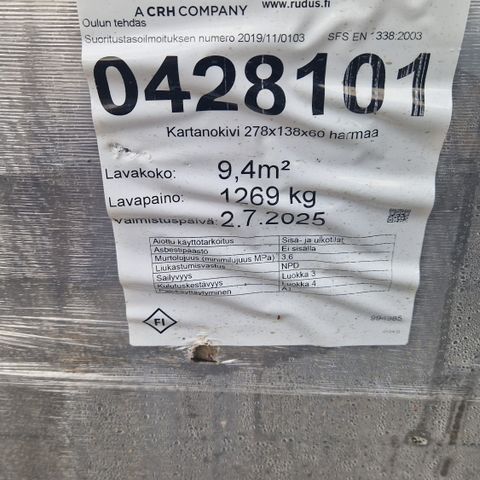 A CRH COMPANY www.rudus.fi
Oulun tehdas
Suoritustasoilmoituksen numero 2019/11/0103 SFS EN 1338:2003
0428101
Kartanokivi 278x138x60 harmaa
Lavakoko: 9,4m²
Lavapaino: 1269 kg
Valmistuspäivä: 2.7.2025
Aiottu käyttötarkoitus Sisä- ja ulkotilat
Asbestipäästö Ei sisällä
Murtolujuus (minimilujuus MPa) 3,6
Liukastumisvastus NPD
Säilyvyys Luokka 3
Kulutuskestävyys Luokka 4
FI
994385